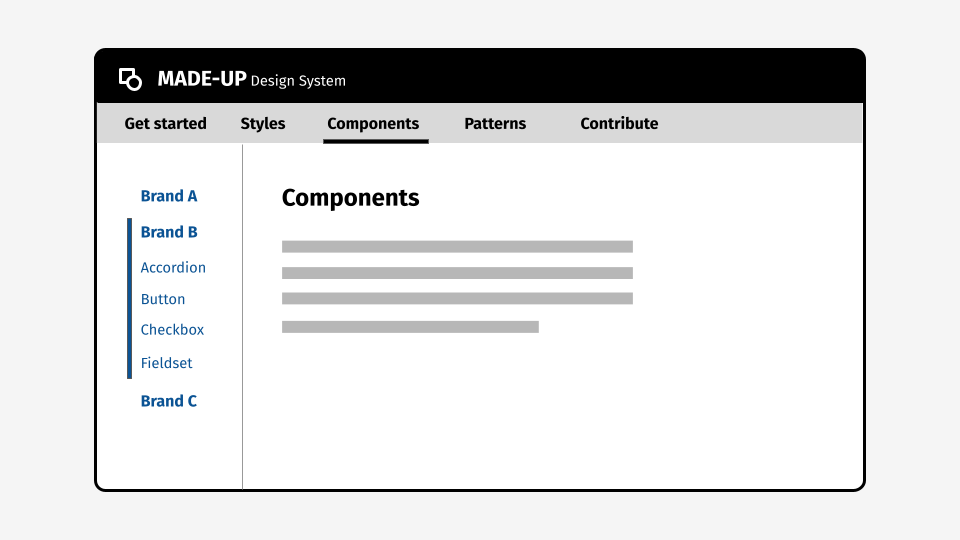 MADE-UP Design System
Get started Styles Components Patterns Contribute
Brand A
Brand B
Accordion
Button
Checkbox
Fieldset
Brand C
Components